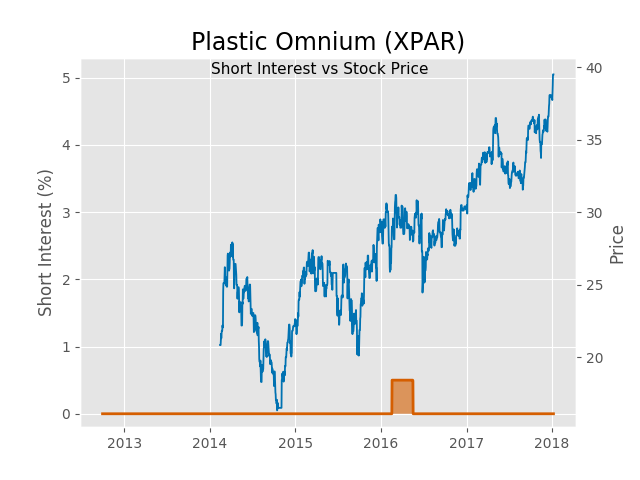 Plastic Omnium (XPAR)
Short Interest vs Stock Price
Short Interest (%)
5
4
3
2
1
0
40
35
30
25
20
Price
2013 2014 2015 2016 2017 2018